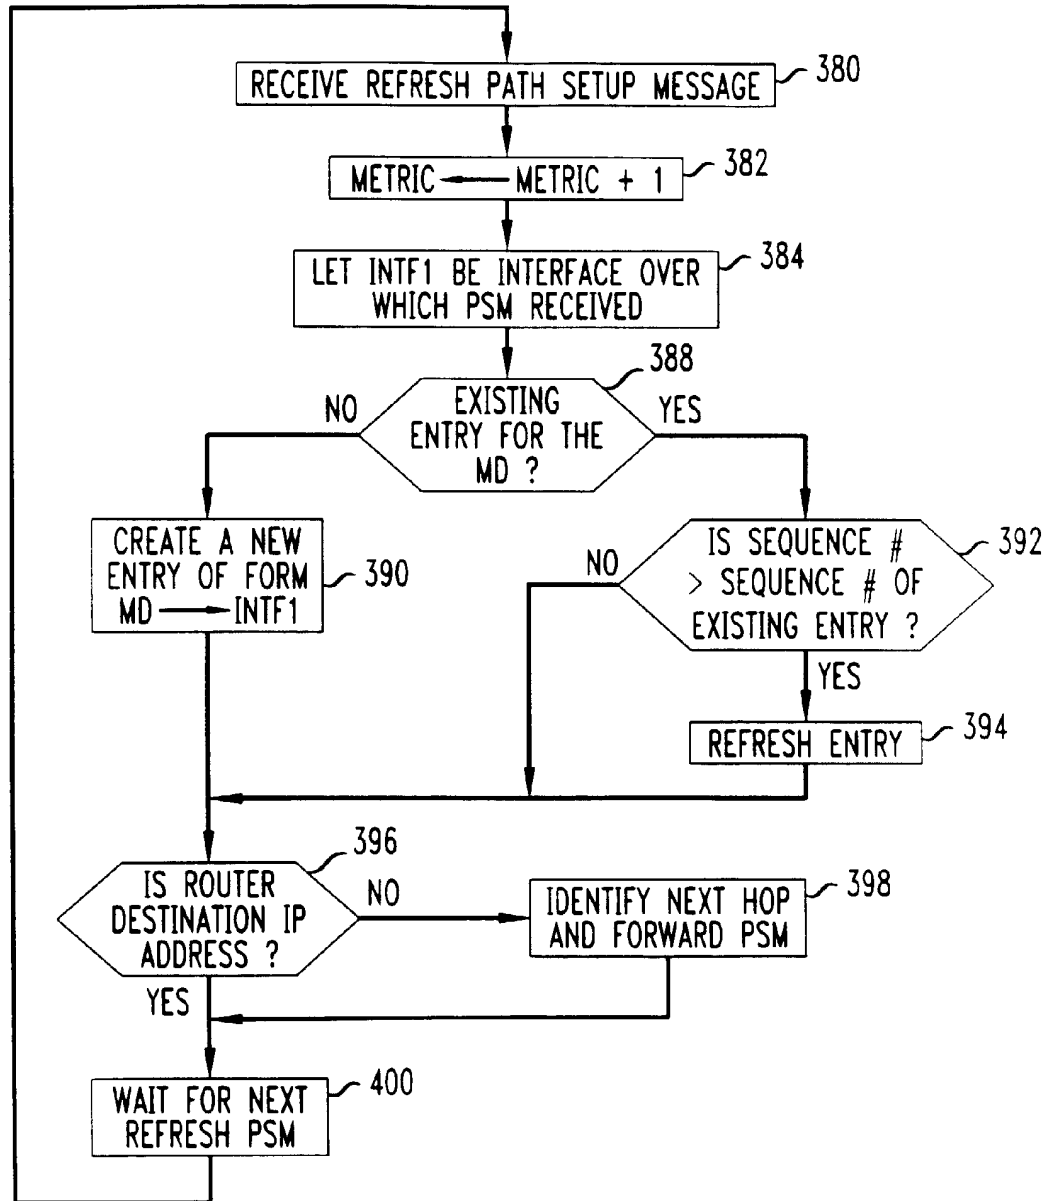 RECEIVE REFRESH PATH SETUP MESSAGE
380
METRIC ← METRIC + 1
382
LET INTF1 BE INTERFACE OVER
WHICH PSM RECEIVED
384
388
EXISTING
ENTRY FOR THE
MD ?
NO
YES
CREATE A NEW
ENTRY OF FORM
MD → INTF1
390
IS SEQUENCE #
> SEQUENCE # OF
EXISTING ENTRY ?
392
NO
YES
REFRESH ENTRY
394
396
IS ROUTER
DESTINATION IP
ADDRESS ?
NO
IDENTIFY NEXT HOP
AND FORWARD PSM
398
YES
WAIT FOR NEXT
REFRESH PSM
400